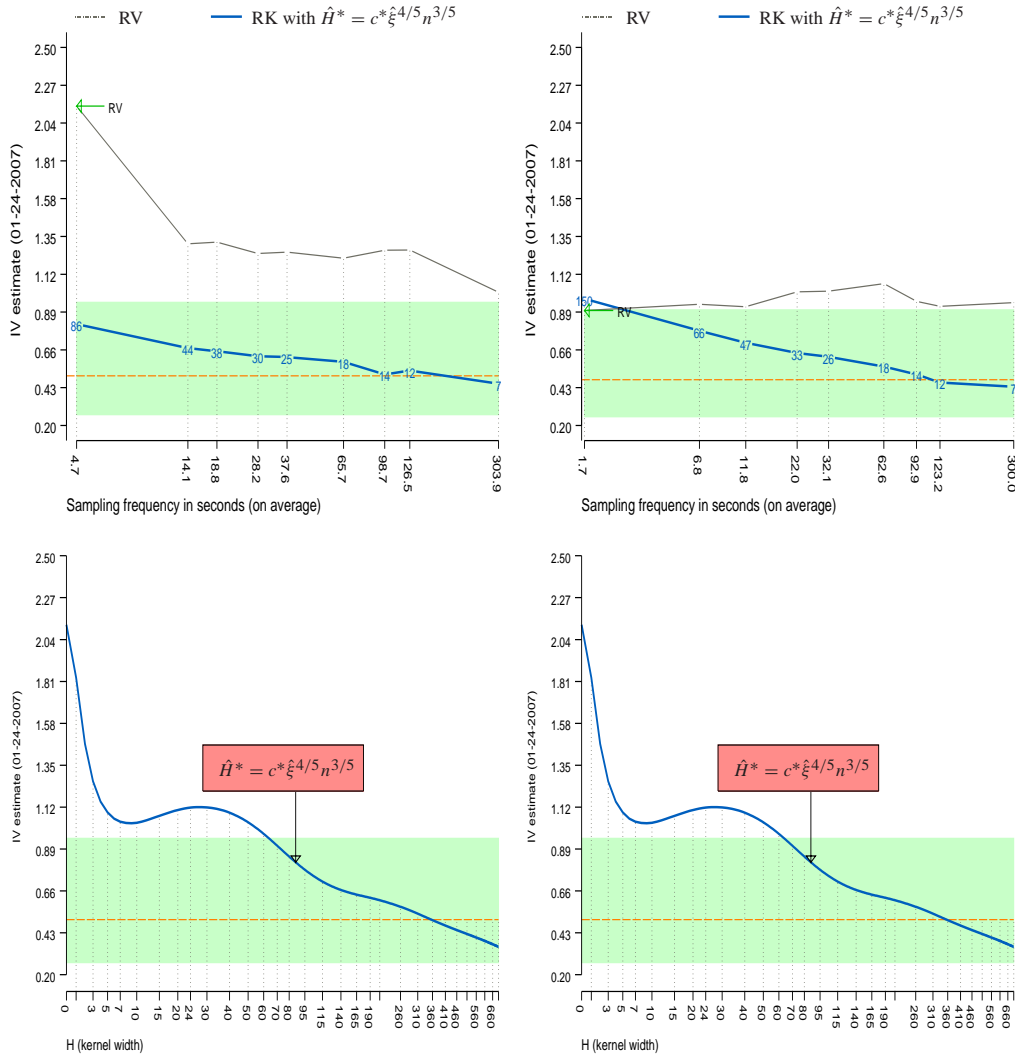 RV RK with Ĥ* = c*ξ̂^{4/5}n^{3/5}
IV estimate (01-24-2007)
2.50
2.27
2.04
1.81
1.58
1.35
1.12
0.89
0.66
0.43
0.20
RV
86 44 38 30 25 18 14 12 7
4.7 14.1 18.8 28.2 37.6 65.7 98.7 126.5 303.9
Sampling frequency in seconds (on average)
RV RK with Ĥ* = c*ξ̂^{4/5}n^{3/5}
IV estimate (01-24-2007)
2.50
2.27
2.04
1.81
1.58
1.35
1.12
0.89
0.66
0.43
0.20
RV
150 66 47 33 26 18 14 12 7
1.7 6.8 11.8 22.0 32.1 62.6 92.9 123.2 300.0
Sampling frequency in seconds (on average)
IV estimate (01-24-2007)
2.50
2.27
2.04
1.81
1.58
1.35
1.12
0.89
0.66
0.43
0.20
Ĥ* = c*ξ̂^{4/5}n^{3/5}
0 1 3 5 7 10 15 20 24 30 40 50 60 70 80 95 115 140 165 190 260 310 360 410 460 560 660
H (kernel width)
IV estimate (01-24-2007)
2.50
2.27
2.04
1.81
1.58
1.35
1.12
0.89
0.66
0.43
0.20
Ĥ* = c*ξ̂^{4/5}n^{3/5}
0 1 3 5 7 10 15 20 24 30 40 50 60 70 80 95 115 140 165 190 260 310 360 410 460 560 660
H (kernel width)